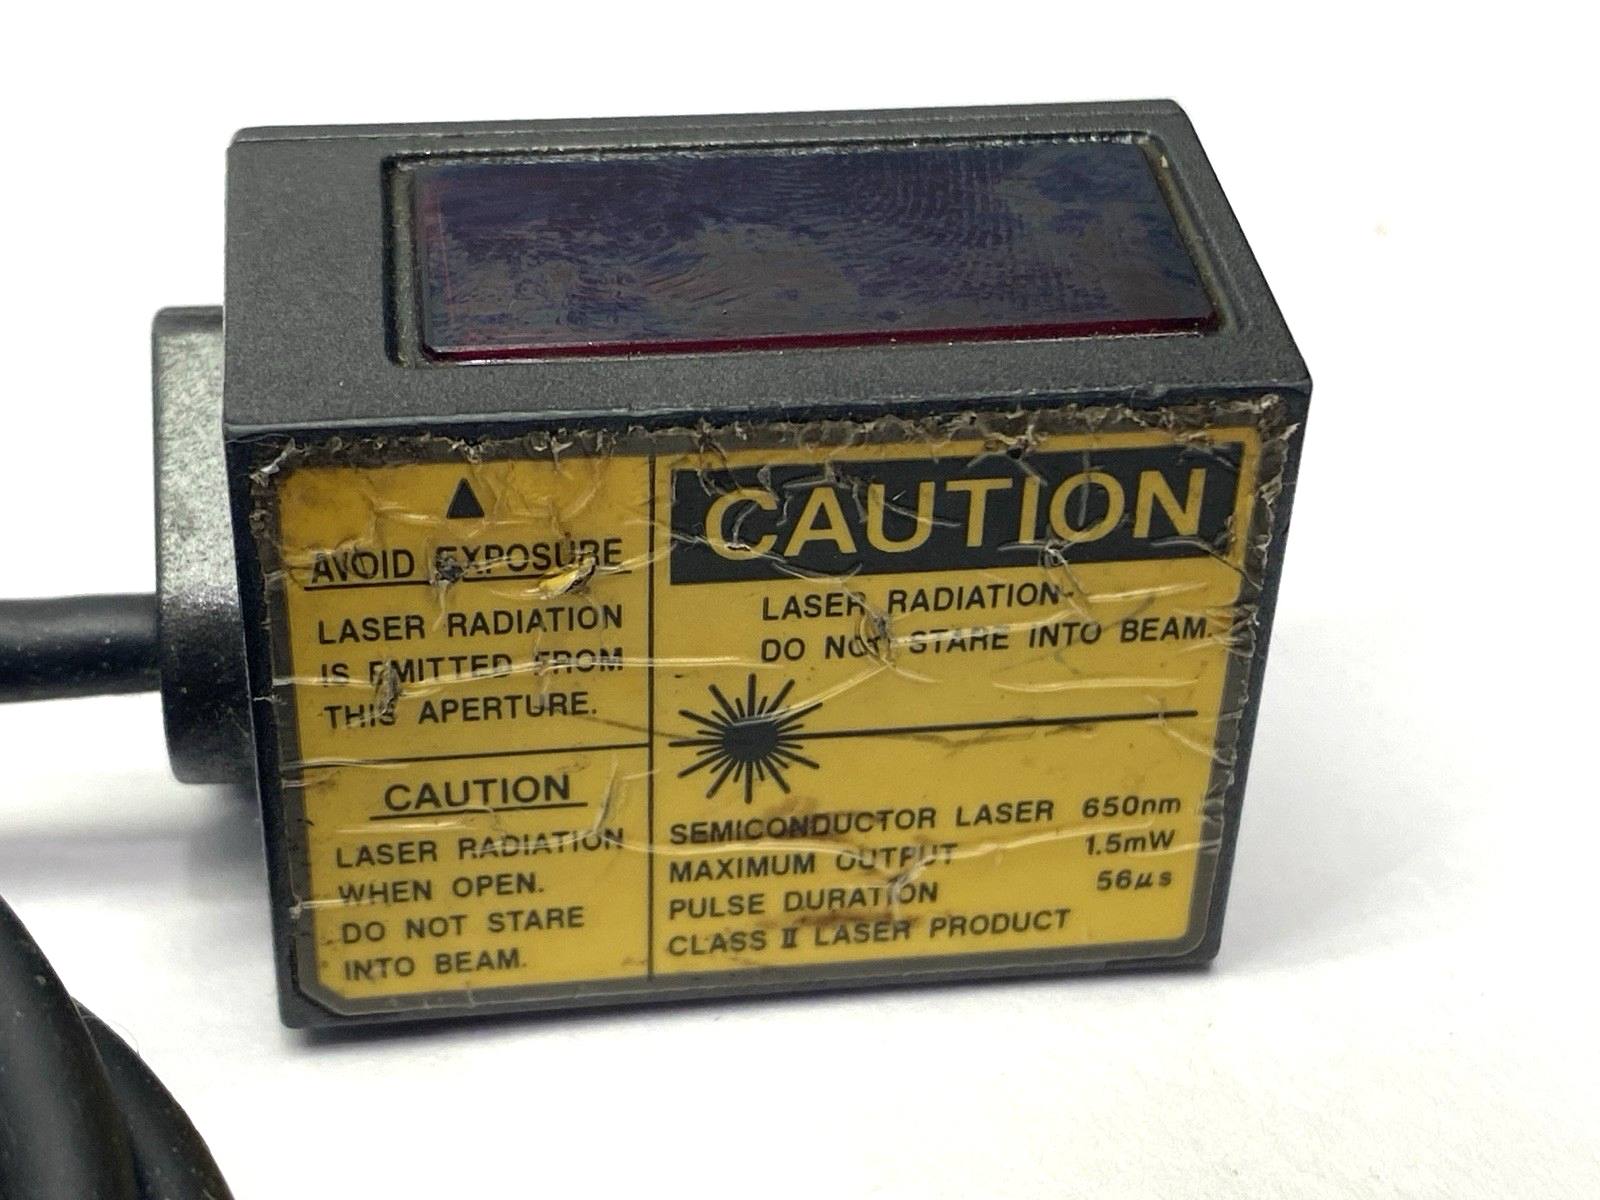 AVOID EXPOSURE
LASER RADIATION
IS EMITTED FROM
THIS APERTURE.
CAUTION
LASER RADIATION
WHEN OPEN.
DO NOT STARE
INTO BEAM.
CAUTION
LASER RADIATION-
DO NOT STARE INTO BEAM.
SEMICONDUCTOR LASER 650nm
MAXIMUM OUTPUT 1.5mW
PULSE DURATION 56μs
CLASS II LASER PRODUCT